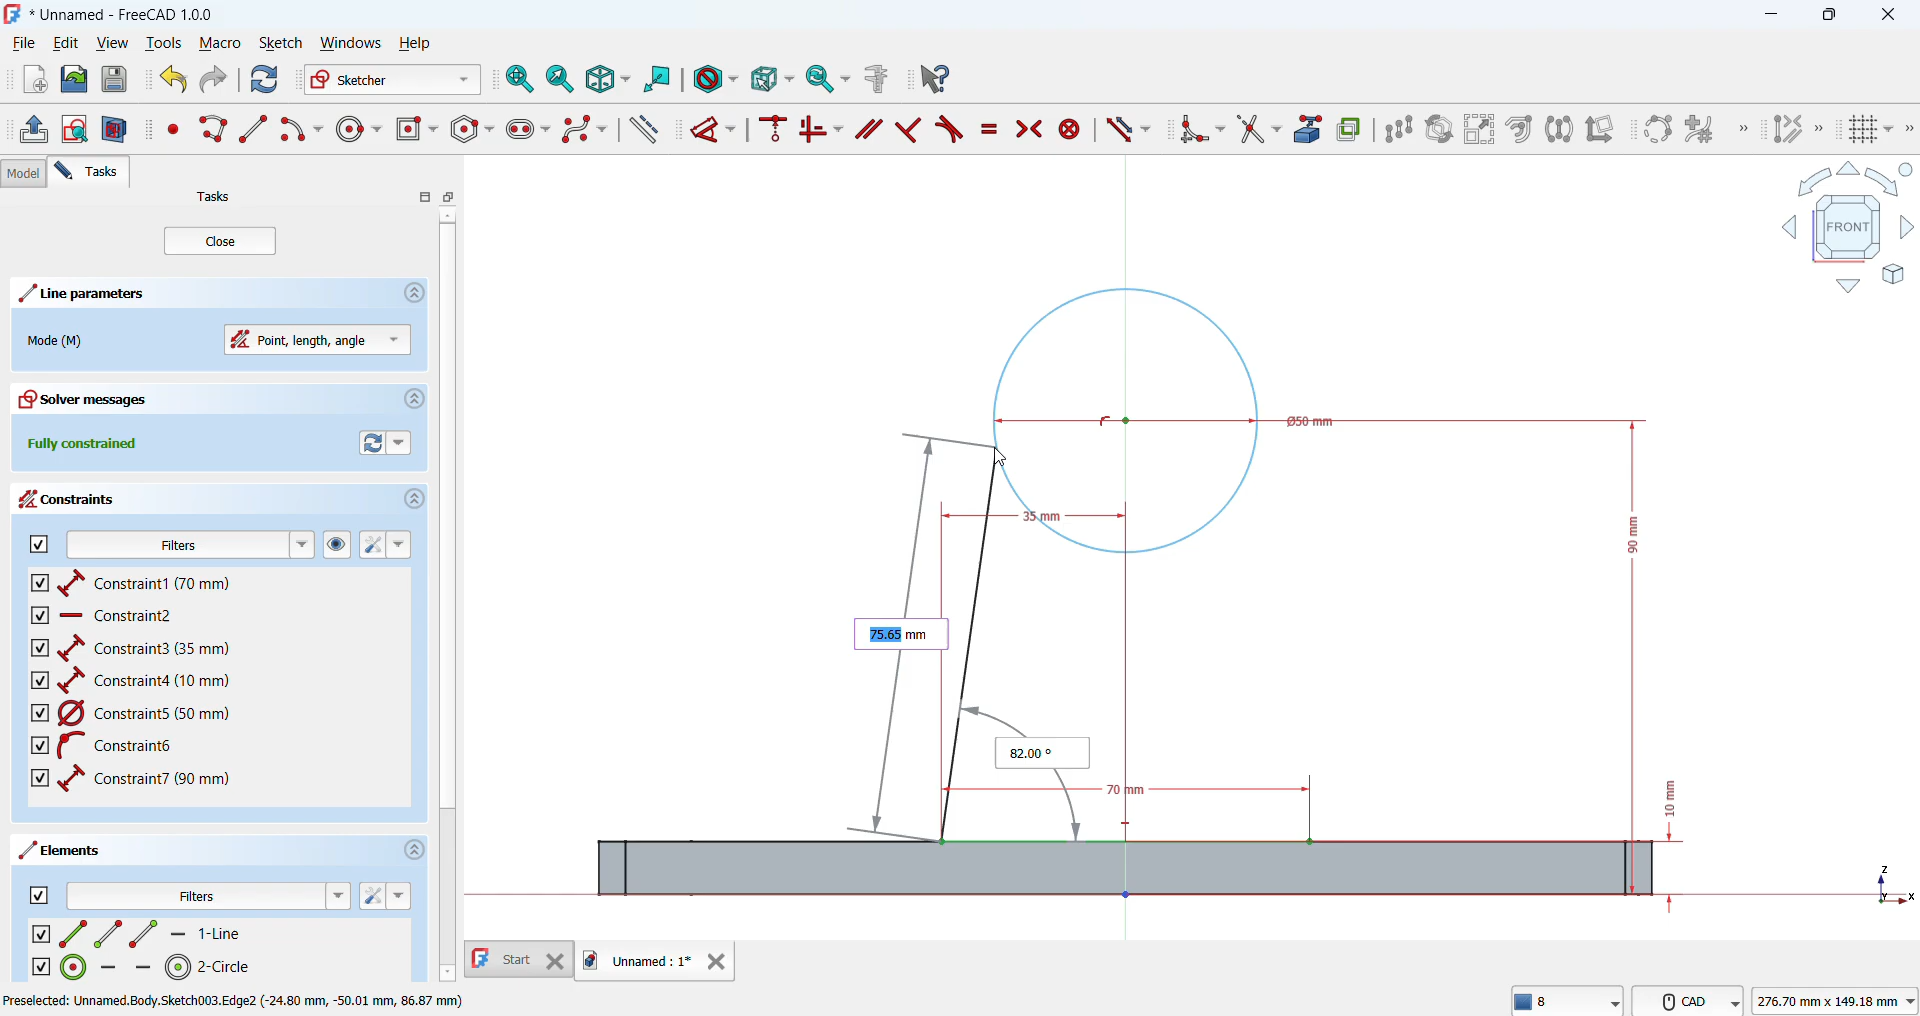 * Unnamed - FreeCAD 1.0.0
File Edit View Tools Macro Sketch Windows Help
Sketcher
Model Tasks
Tasks
Close
Line parameters
Mode (M) Point, length, angle
Solver messages
Fully constrained
Constraints
Filters
Constraint1 (70 mm)
Constraint2
Constraint3 (35 mm)
Constraint4 (10 mm)
Constraint5 (50 mm)
Constraint6
Constraint7 (90 mm)
Elements
Filters
1-Line
2-Circle
FRONT
Ø50 mm
35 mm
90 mm
75.65 mm
82.00 °
70 mm
10 mm
Z
Y
X
Start Unnamed : 1*
Preselected: Unnamed.Body.Sketch003.Edge2 (-24.80 mm, -50.01 mm, 86.87 mm)
8 CAD 276.70 mm x 149.18 mm